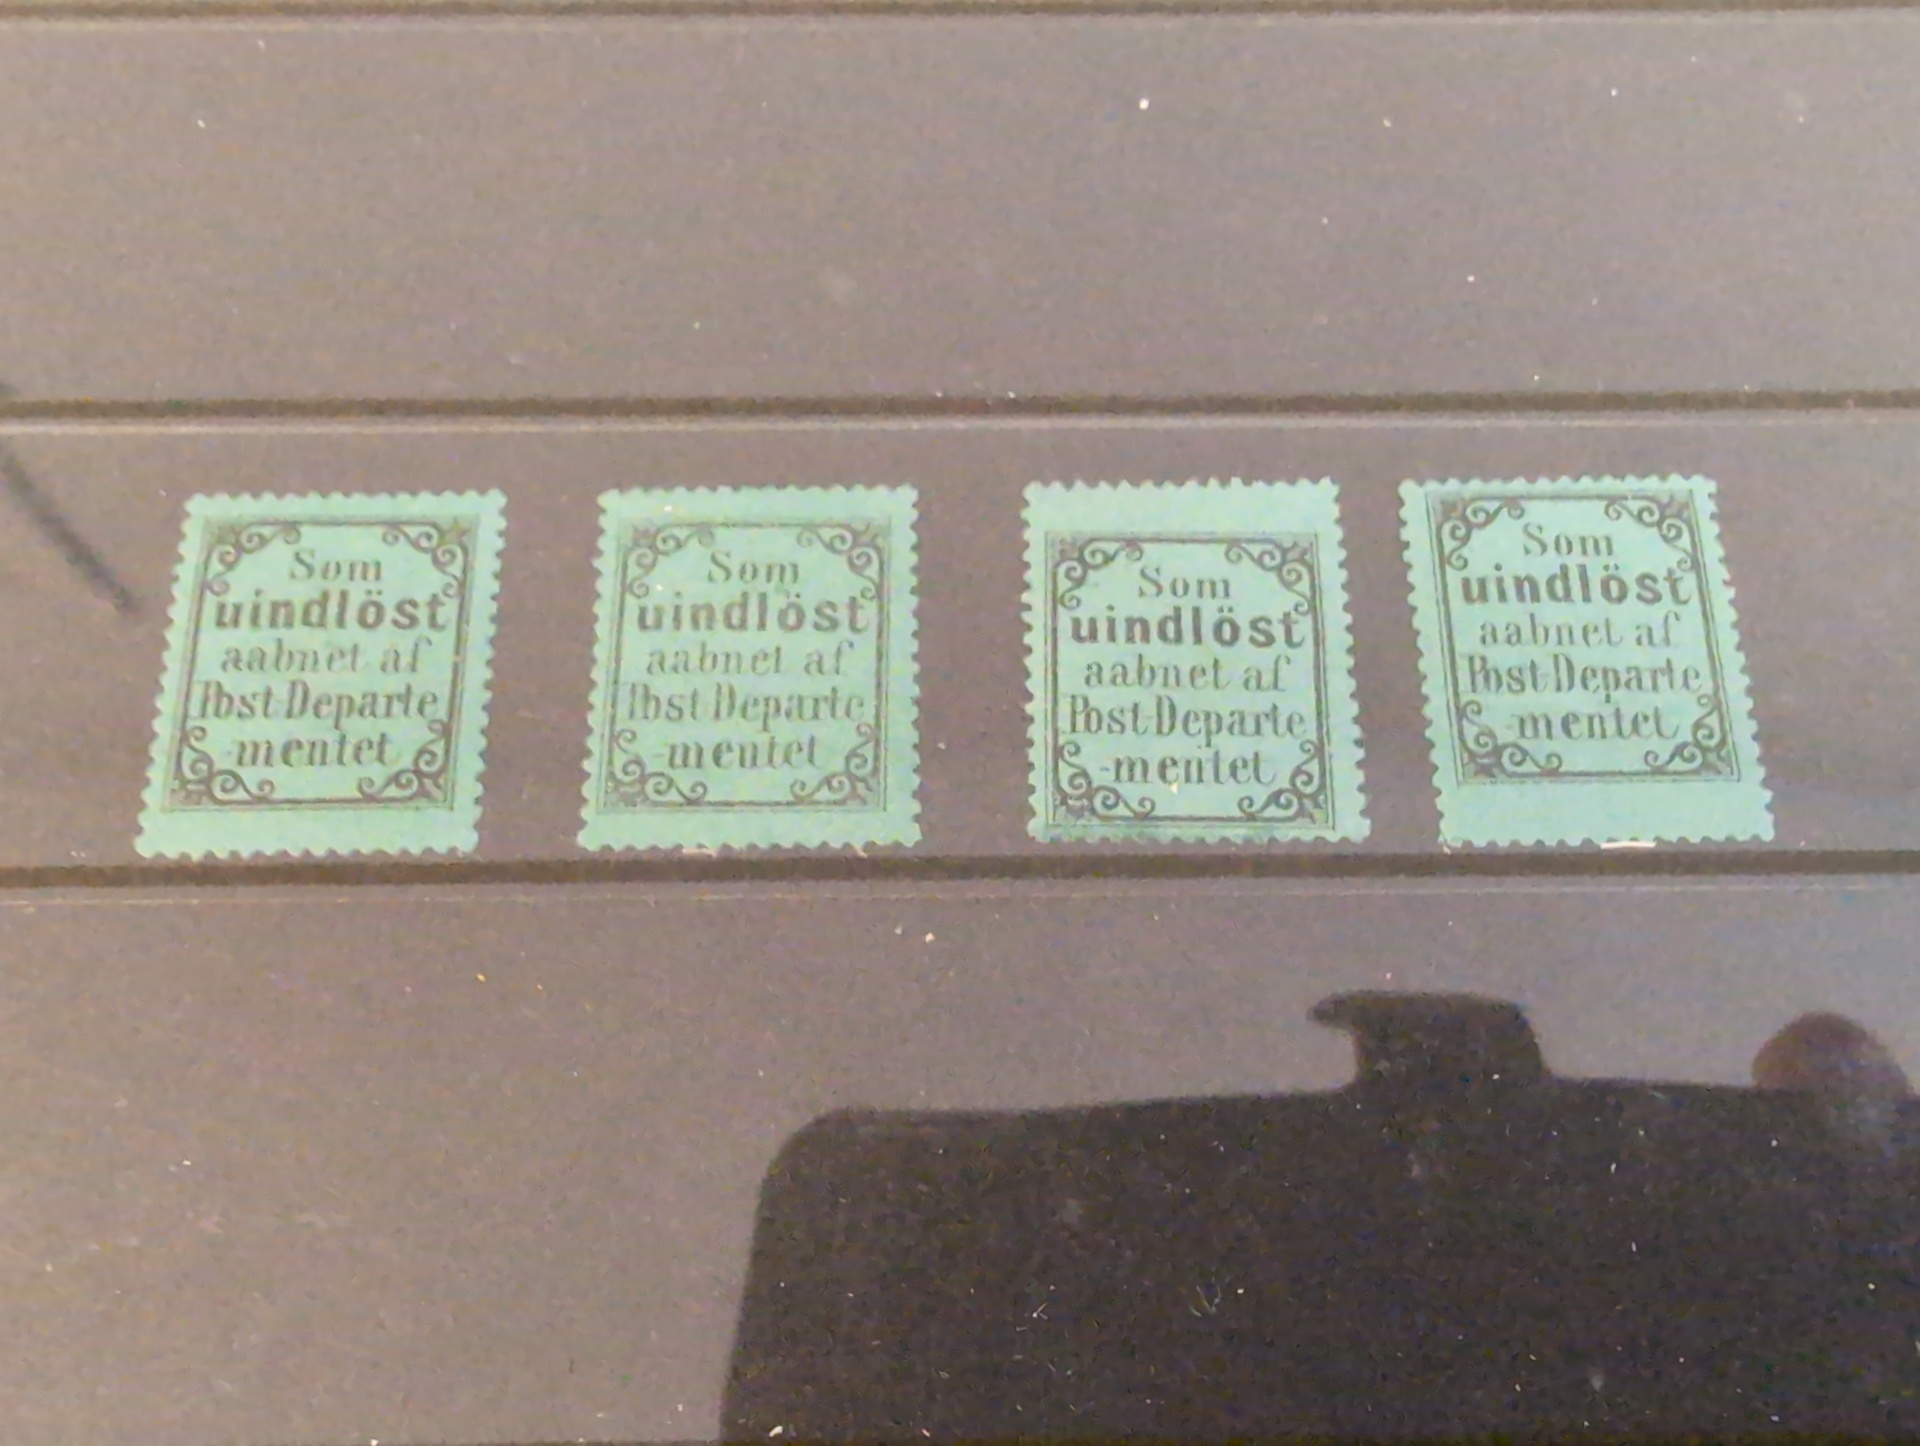 Som
uindlöst
aabnet af
Post-Departe
-mentet
Som
uindlöst
aabnet af
Post-Departe
-mentet
Som
uindlöst
aabnet af
Post-Departe
-mentet
Som
uindlöst
aabnet af
Post-Departe
-mentet